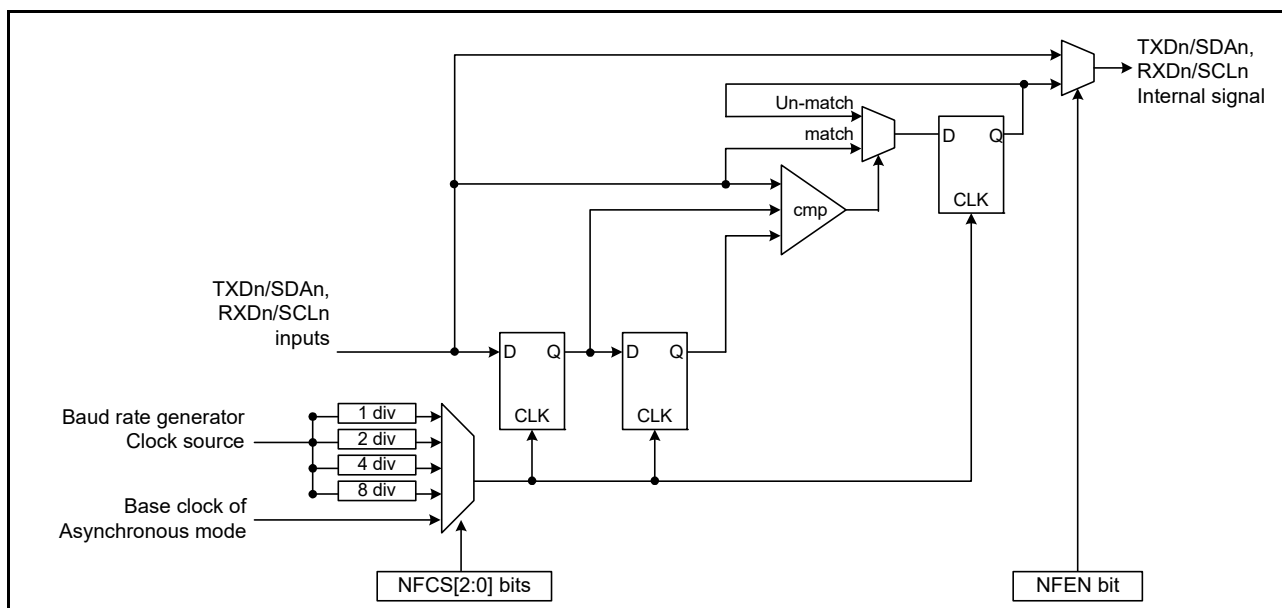 TXDn/SDAn,
RXDn/SCLn
Internal signal
Un-match
match
D
Q
CLK
cmp
TXDn/SDAn,
RXDn/SCLn
inputs
D
Q
CLK
D
Q
CLK
Baud rate generator
Clock source
1 div
2 div
4 div
8 div
Base clock of
Asynchronous mode
NFCS[2:0] bits
NFEN bit